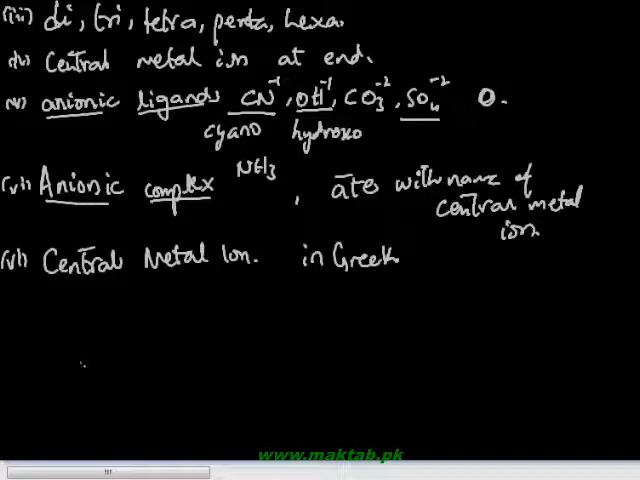 (iii) di, tri, tetra, penta, hexa.
(iv) Central metal ion at end.
(v) anionic ligands CN⁻¹, OH⁻¹, CO₃⁻², SO₄⁻² O.
cyano hydroxo
NH₃
(vi) Anionic complex , ates with name of
central metal
ion.
(vi) Central Metal Ion. in Greek
www.maktab.pk